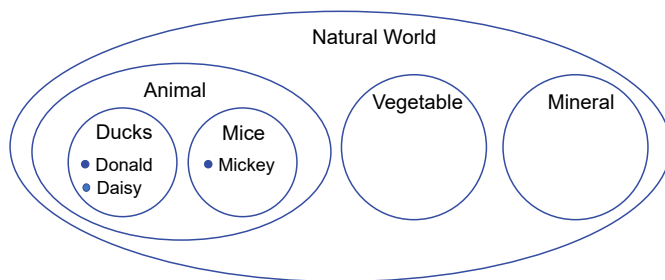 Natural World
Animal
Vegetable
Mineral
Ducks
Mice
Donald
Mickey
Daisy